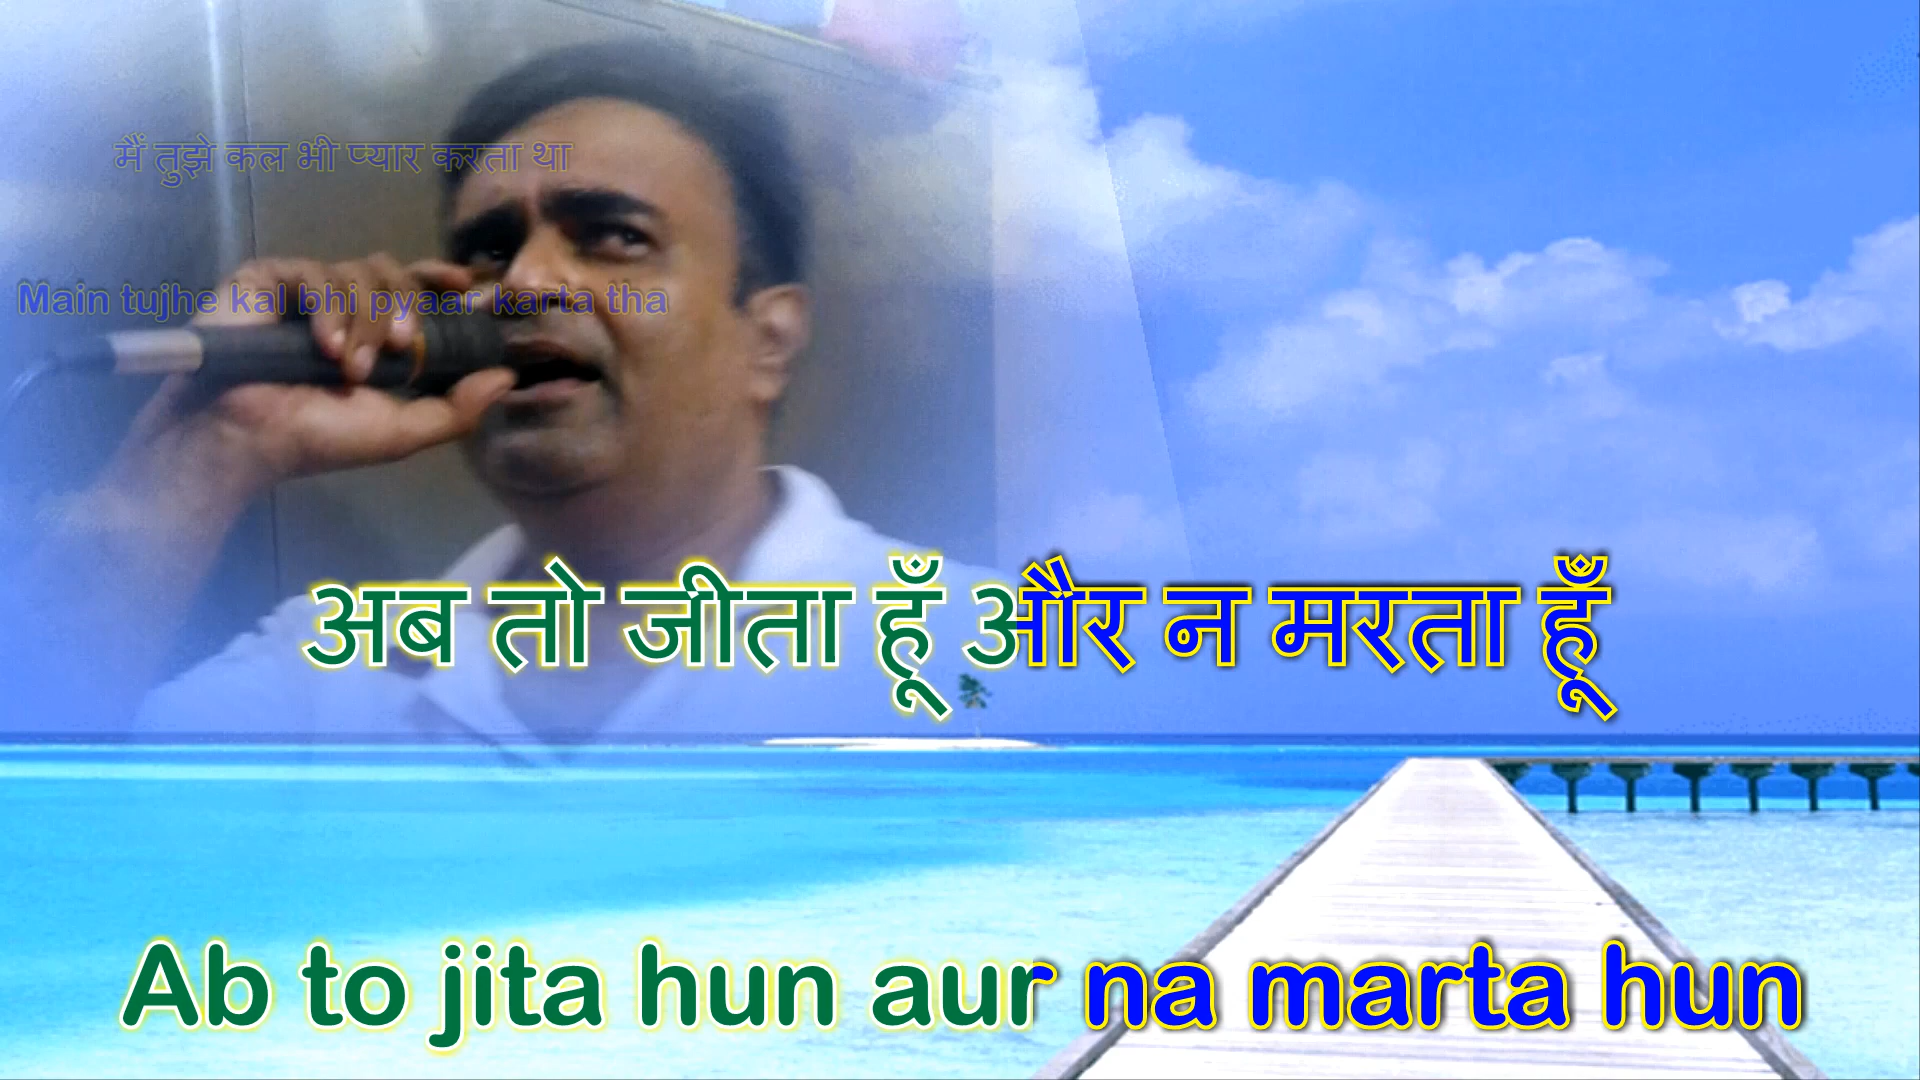 मैं तुझे कल भी प्यार करता था
Main tujhe kal bhi pyaar karta tha
अब तो जीता हूँ और न मरता हूँ
Ab to jita hun aur na marta hun